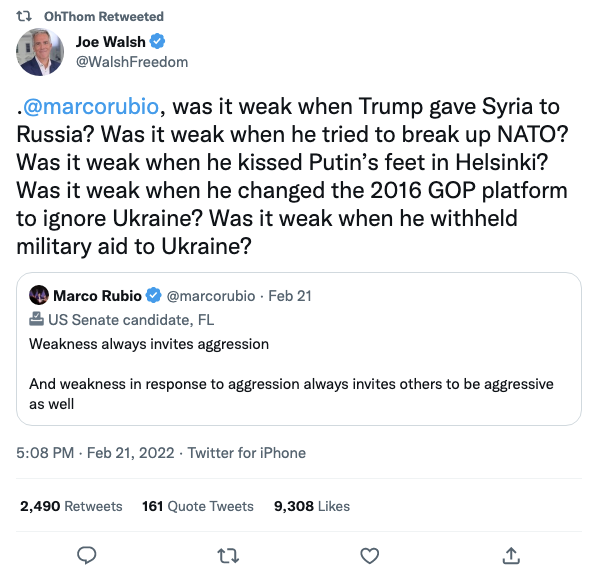 OhThom Retweeted
Joe Walsh
@WalshFreedom
.@marcorubio, was it weak when Trump gave Syria to
Russia? Was it weak when he tried to break up NATO?
Was it weak when he kissed Putin’s feet in Helsinki?
Was it weak when he changed the 2016 GOP platform
to ignore Ukraine? Was it weak when he withheld
military aid to Ukraine?
Marco Rubio @marcorubio · Feb 21
US Senate candidate, FL
Weakness always invites aggression
And weakness in response to aggression always invites others to be aggressive
as well
5:08 PM · Feb 21, 2022 · Twitter for iPhone
2,490 Retweets 161 Quote Tweets 9,308 Likes